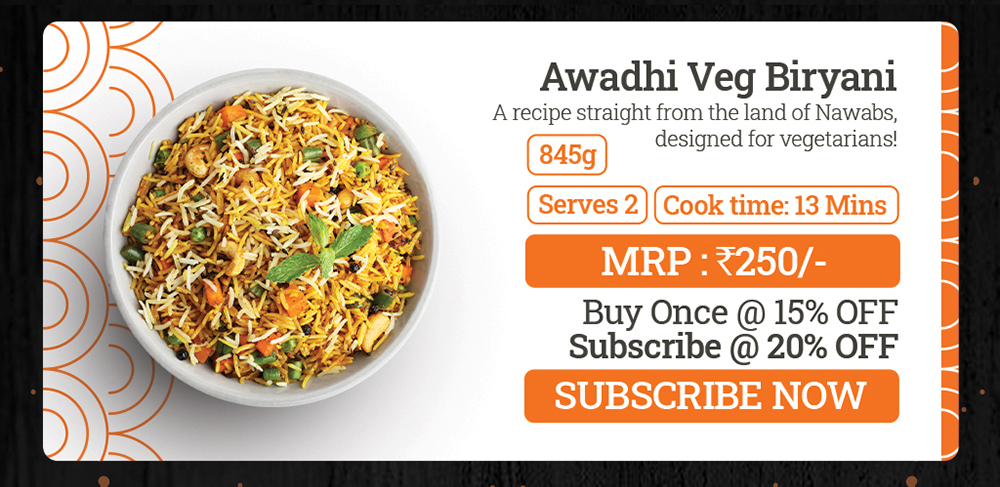 Awadhi Veg Biryani
A recipe straight from the land of Nawabs,
designed for vegetarians!
845g
Serves 2
Cook time: 13 Mins
MRP : ₹250/-
Buy Once @ 15% OFF
Subscribe @ 20% OFF
SUBSCRIBE NOW